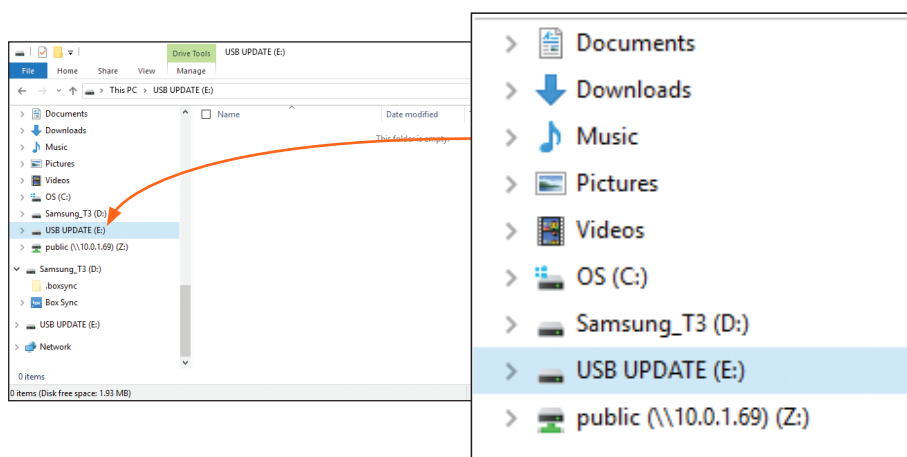 Drive Tools USB UPDATE (E:)
File Home Share View Manage
This PC > USB UPDATE (E:)
Name Date modified
This folder is empty.
Documents
Downloads
Music
Pictures
Videos
OS (C:)
Samsung_T3 (D:)
USB UPDATE (E:)
public (\\10.0.1.69) (Z:)
Samsung_T3 (D:)
.boxsync
Box Sync
USB UPDATE (E:)
Network
0 items
0 items (Disk free space: 1.93 MB)
Documents
Downloads
Music
Pictures
Videos
OS (C:)
Samsung_T3 (D:)
USB UPDATE (E:)
public (\\10.0.1.69) (Z:)